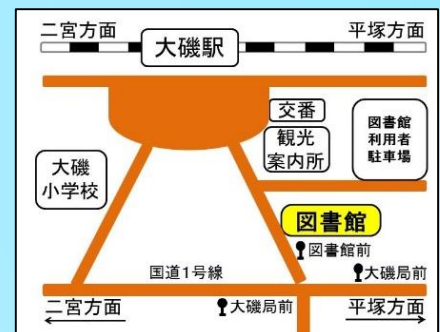 二宮方面
平塚方面
大磯駅
交番
観光
案内所
図書館
利用者
駐車場
大磯
小学校
図書館
図書館前
国道1号線
大磯局前
二宮方面
大磯局前
平塚方面